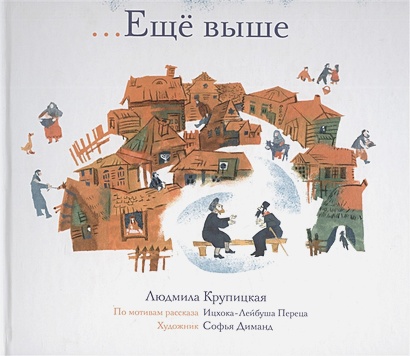 ...Ещё выше
Людмила Крупицкая
По мотивам рассказа Ицхока-Лейбуша Переца
Художник Софья Диманд